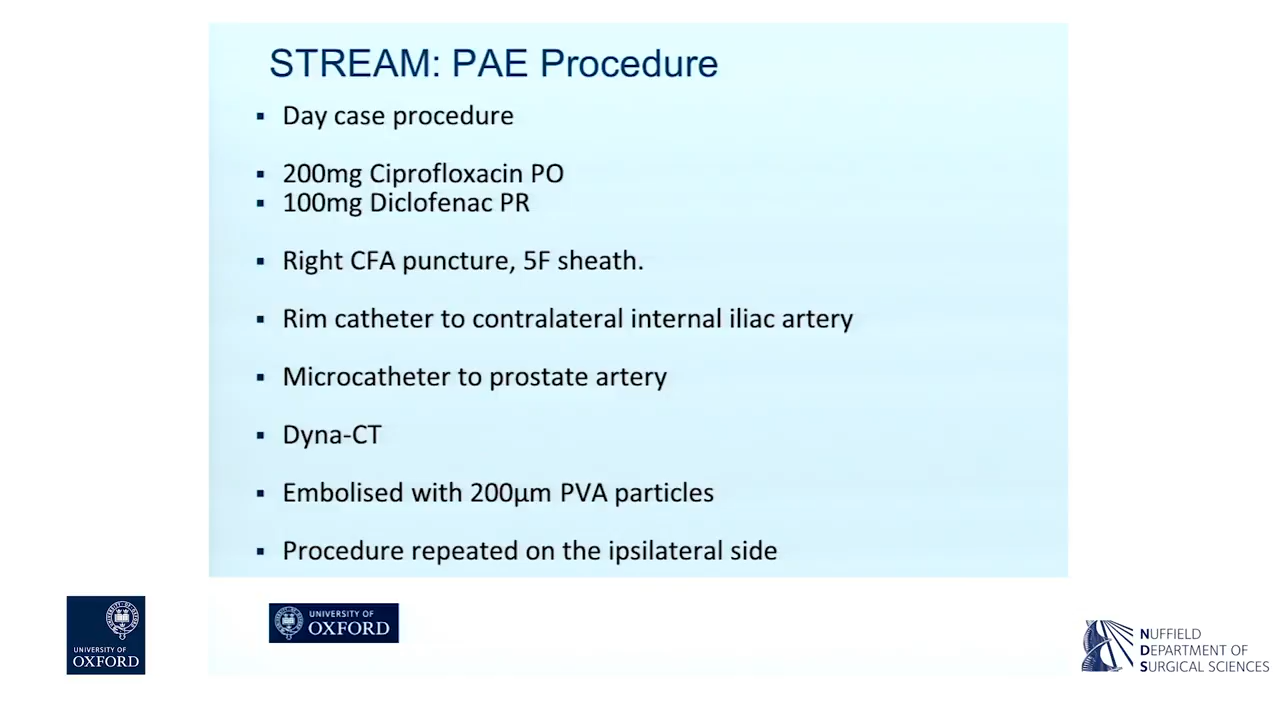 STREAM: PAE Procedure
▪ Day case procedure
▪ 200mg Ciprofloxacin PO
▪ 100mg Diclofenac PR
▪ Right CFA puncture, 5F sheath.
▪ Rim catheter to contralateral internal iliac artery
▪ Microcatheter to prostate artery
▪ Dyna-CT
▪ Embolised with 200µm PVA particles
▪ Procedure repeated on the ipsilateral side
UNIVERSITY OF
OXFORD
UNIVERSITY OF
OXFORD
NUFFIELD
DEPARTMENT OF
SURGICAL SCIENCES